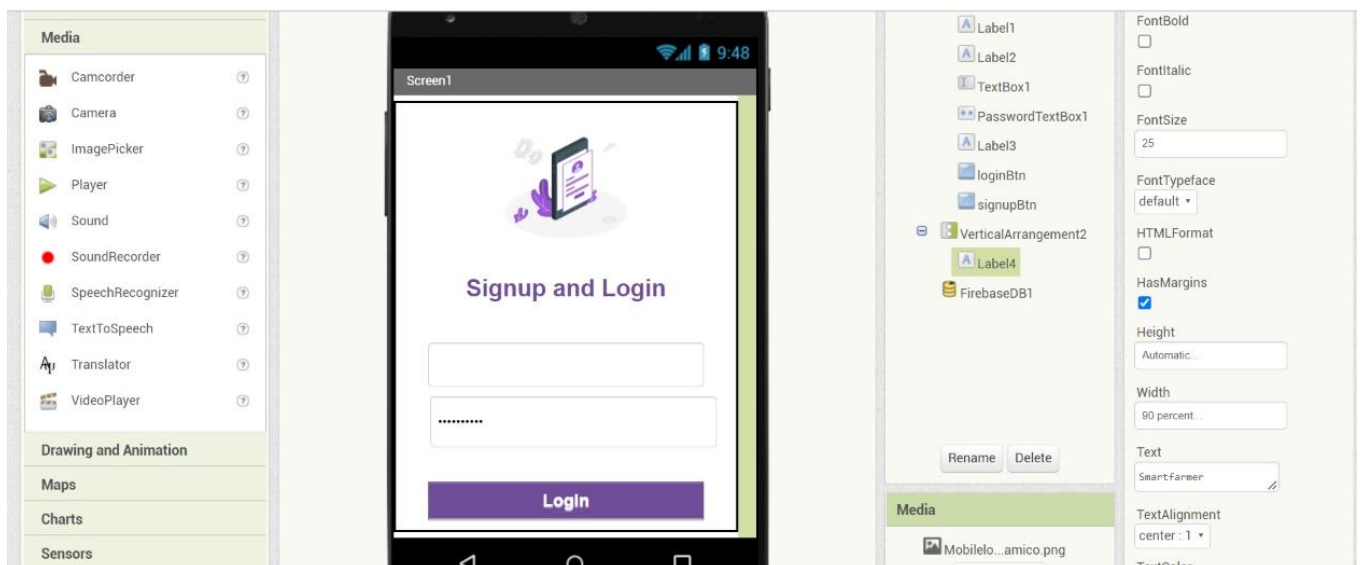 Media
Camcorder
Camera
ImagePicker
Player
Sound
SoundRecorder
SpeechRecognizer
TextToSpeech
Translator
VideoPlayer
Drawing and Animation
Maps
Charts
Sensors
9:48
Screen1
Signup and Login
••••••••••
Login
Label1
Label2
TextBox1
PasswordTextBox1
Label3
loginBtn
signupBtn
VerticalArrangement2
Label4
FirebaseDB1
Rename Delete
Media
Mobilelo...amico.png
FontBold
FontItalic
FontSize
25
FontTypeface
default
HTMLFormat
HasMargins
Height
Automatic...
Width
90 percent...
Text
Smartfarmer
TextAlignment
center : 1